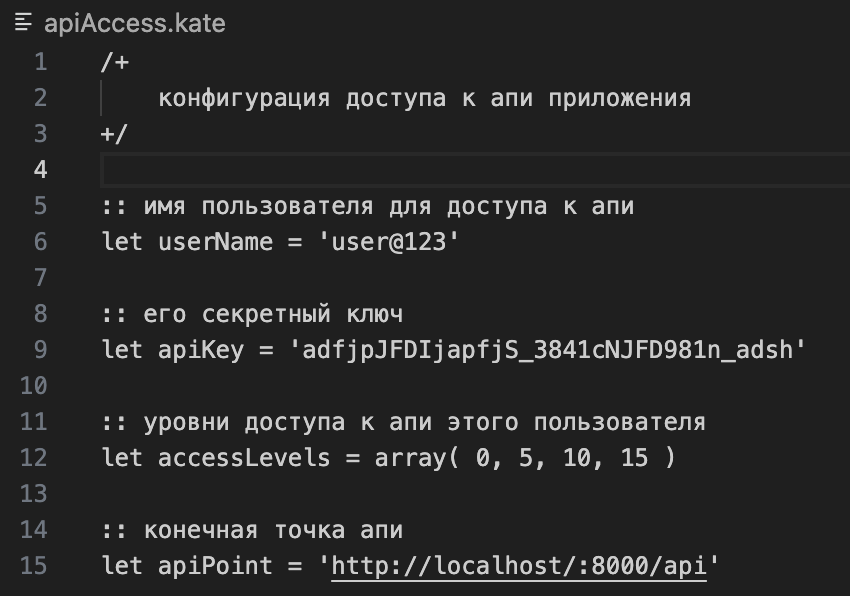 apiAccess.kate
1 /+
2 конфигурация доступа к апи приложения
3 +/
4
5 :: имя пользователя для доступа к апи
6 let userName = 'user@123'
7
8 :: его секретный ключ
9 let apiKey = 'adfjpJFDIjapfjS_3841cNJFD981n_adsh'
10
11 :: уровни доступа к апи этого пользователя
12 let accessLevels = array( 0, 5, 10, 15 )
13
14 :: конечная точка апи
15 let apiPoint = 'http://localhost/:8000/api'